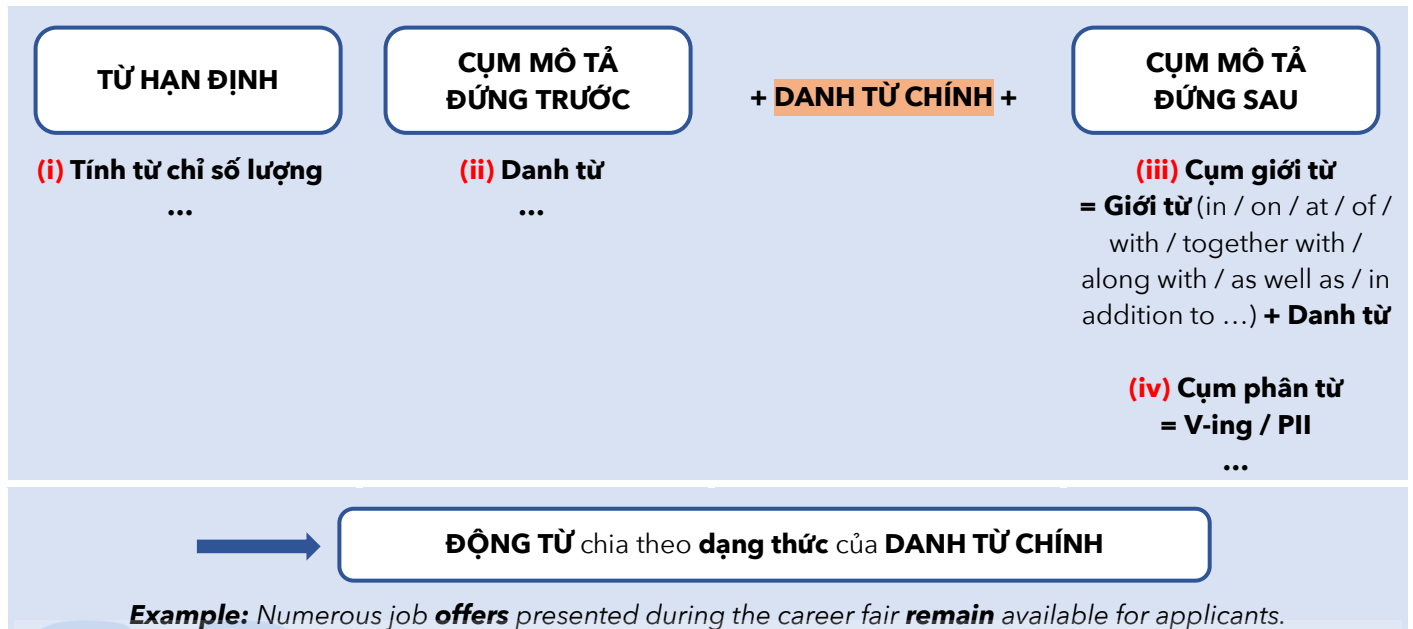 TỪ HẠN ĐỊNH
(i) Tính từ chỉ số lượng
...
CỤM MÔ TẢ
ĐỨNG TRƯỚC
(ii) Danh từ
...
+ DANH TỪ CHÍNH +
CỤM MÔ TẢ
ĐỨNG SAU
(iii) Cụm giới từ
= Giới từ (in / on / at / of /
with / together with /
along with / as well as / in
addition to …) + Danh từ
(iv) Cụm phân từ
= V-ing / PII
...
ĐỘNG TỪ chia theo dạng thức của DANH TỪ CHÍNH
Example: Numerous job offers presented during the career fair remain available for applicants.